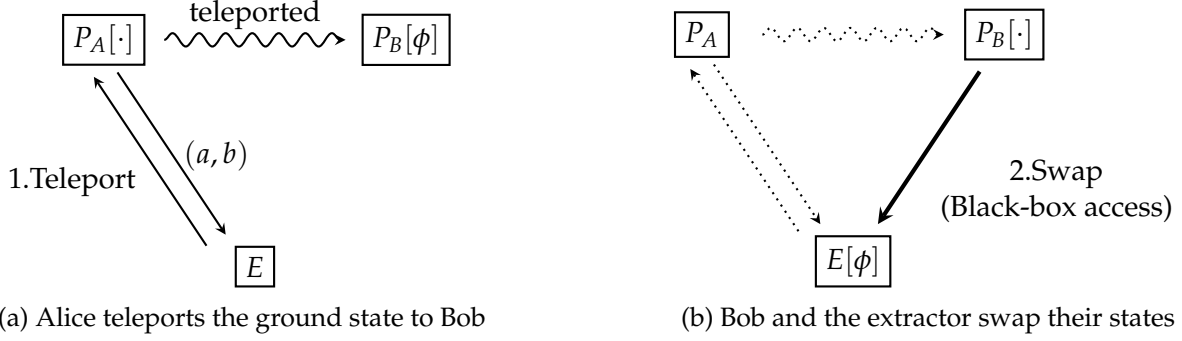 teleported
P_A[·]
P_B[ϕ]
(a, b)
1.Teleport
E
(a) Alice teleports the ground state to Bob
P_A
P_B[·]
2.Swap
(Black-box access)
E[ϕ]
(b) Bob and the extractor swap their states